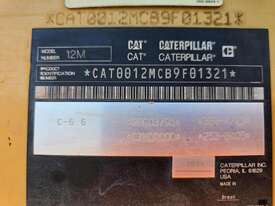 *CAT0012MCB9F01321*
MODEL NUMBER 12M CAT CATERPILLAR
CAT CATERPILLAR
PRODUCT IDENTIFICATION NUMBER *CAT0012MCB9F01321*
C-6.6
CATERPILLAR INC.
PEORIA, IL 61629
USA
MADE IN
Brazil